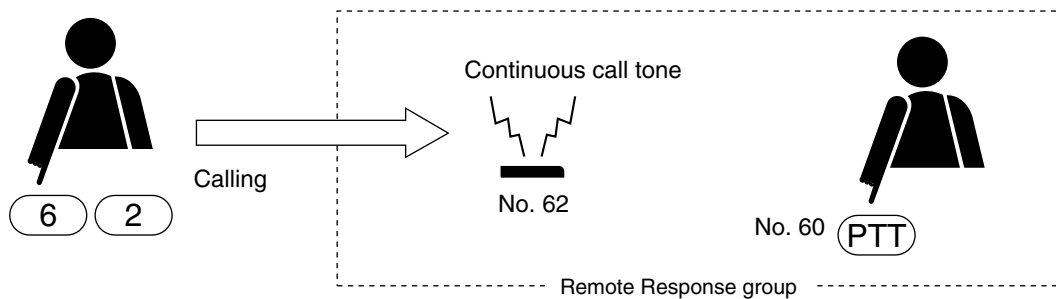 Continuous call tone
Calling
6 2
No. 62
No. 60 PTT
Remote Response group